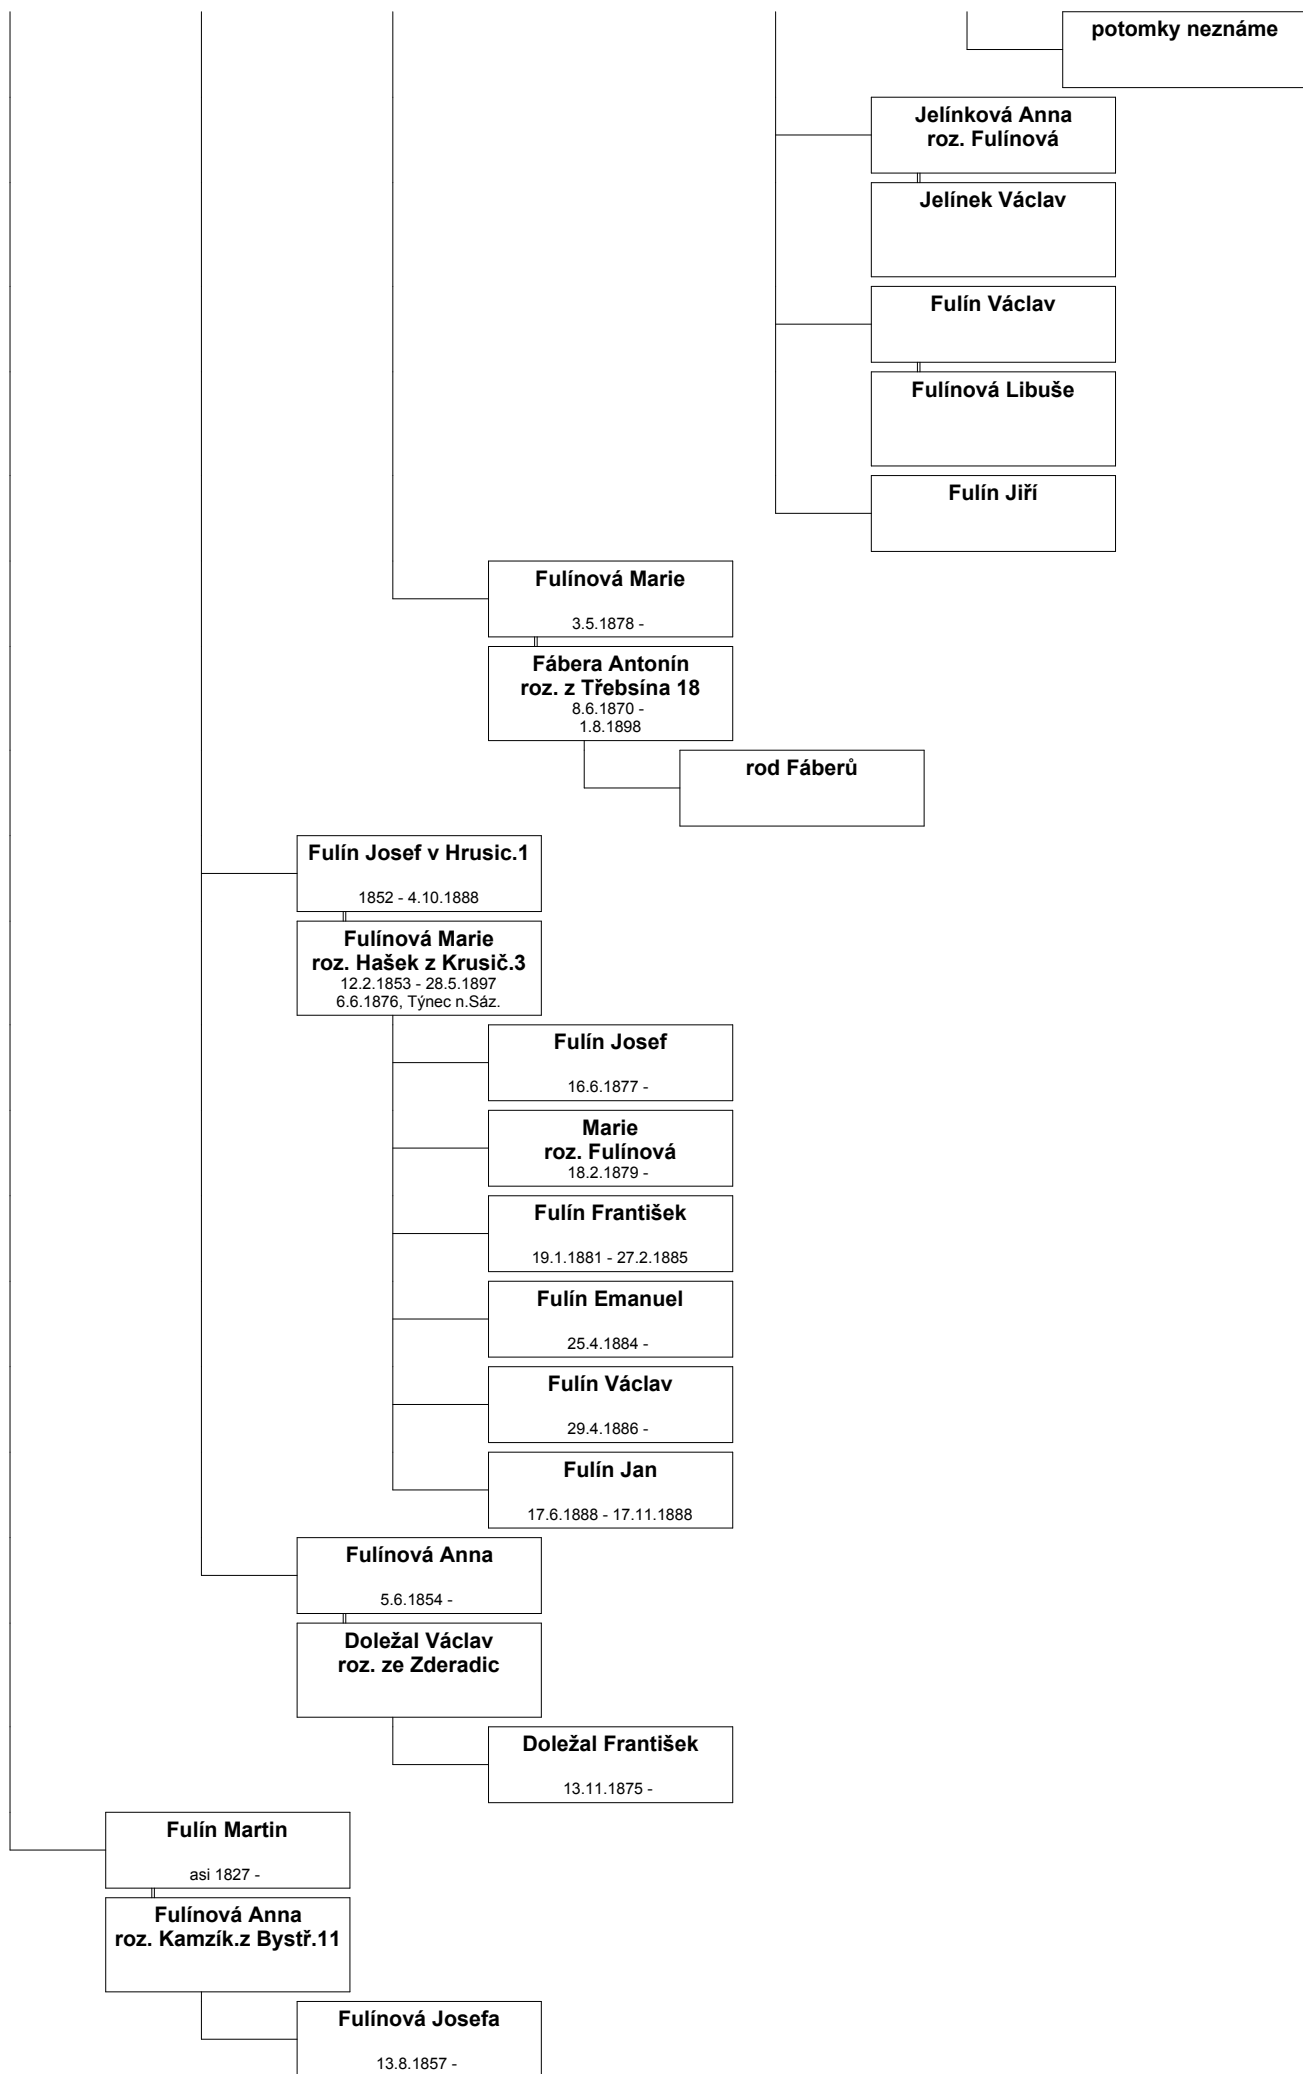 potomky neznáme
Jelínková Anna
roz. Fulínová
Jelínek Václav
Fulín Václav
Fulínová Libuše
Fulín Jiří
Fulínová Marie
3.5.1878 -
Fábera Antonín
roz. z Třebsína 18
8.6.1870 -
1.8.1898
rod Fáberů
Fulín Josef v Hrusic.1
1852 - 4.10.1888
Fulínová Marie
roz. Hašek z Krusič.3
12.2.1853 - 28.5.1897
6.6.1876, Týnec n.Sáz.
Fulín Josef
16.6.1877 -
Marie
roz. Fulínová
18.2.1879 -
Fulín František
19.1.1881 - 27.2.1885
Fulín Emanuel
25.4.1884 -
Fulín Václav
29.4.1886 -
Fulín Jan
17.6.1888 - 17.11.1888
Fulínová Anna
5.6.1854 -
Doležal Václav
roz. ze Zderadic
Doležal František
13.11.1875 -
Fulín Martin
asi 1827 -
Fulínová Anna
roz. Kamzík.z Bystř.11
Fulínová Josefa
13.8.1857 -